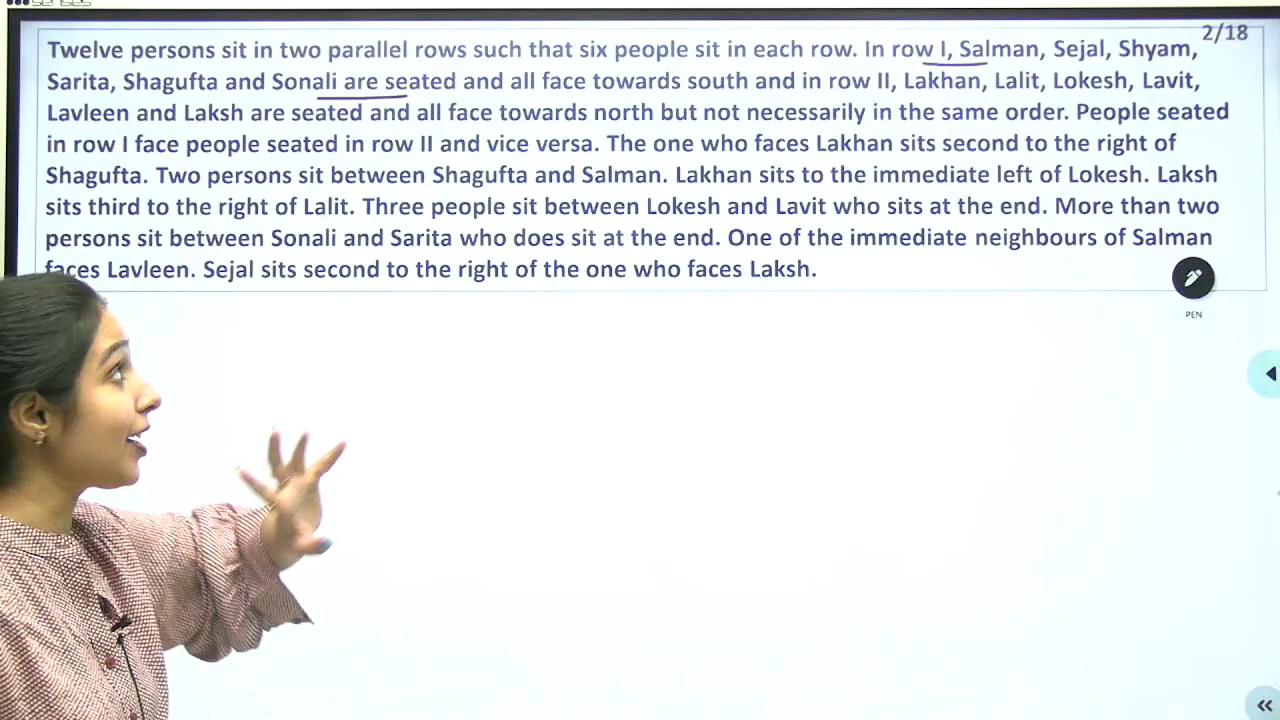 2/18
Twelve persons sit in two parallel rows such that six people sit in each row. In row I, Salman, Sejal, Shyam,
Sarita, Shagufta and Sonali are seated and all face towards south and in row II, Lakhan, Lalit, Lokesh, Lavit,
Lavleen and Laksh are seated and all face towards north but not necessarily in the same order. People seated
in row I face people seated in row II and vice versa. The one who faces Lakhan sits second to the right of
Shagufta. Two persons sit between Shagufta and Salman. Lakhan sits to the immediate left of Lokesh. Laksh
sits third to the right of Lalit. Three people sit between Lokesh and Lavit who sits at the end. More than two
persons sit between Sonali and Sarita who does sit at the end. One of the immediate neighbours of Salman
faces Lavleen. Sejal sits second to the right of the one who faces Laksh.
PEN